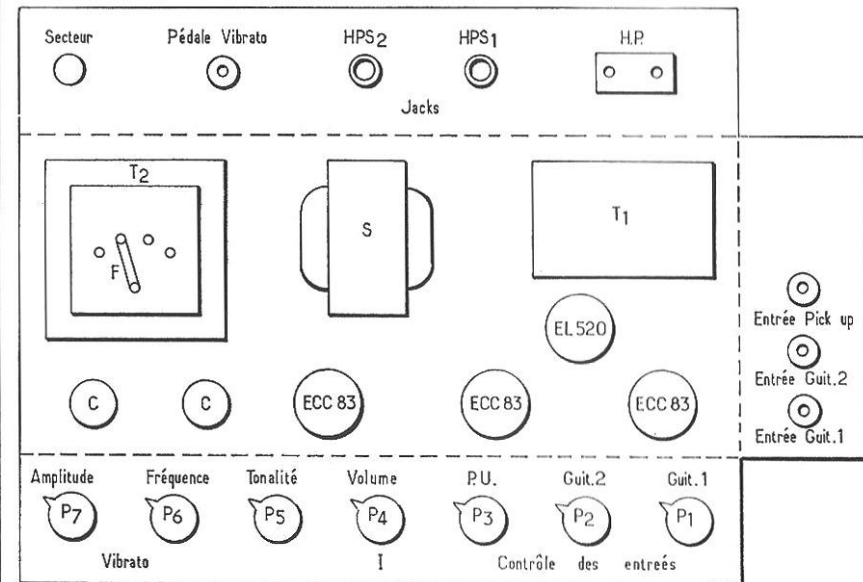 Secteur Pédale Vibrato HPS2 HPS1 H.P.
Jacks
T2
S
T1
F
EL520
Entrée Pick up
Entrée Guit.2
C C ECC 83 ECC 83 ECC 83
Entrée Guit.1
Amplitude Fréquence Tonalité Volume P.U. Guit.2 Guit.1
P7 P6 P5 P4 P3 P2 P1
Vibrato I Contrôle des entreés